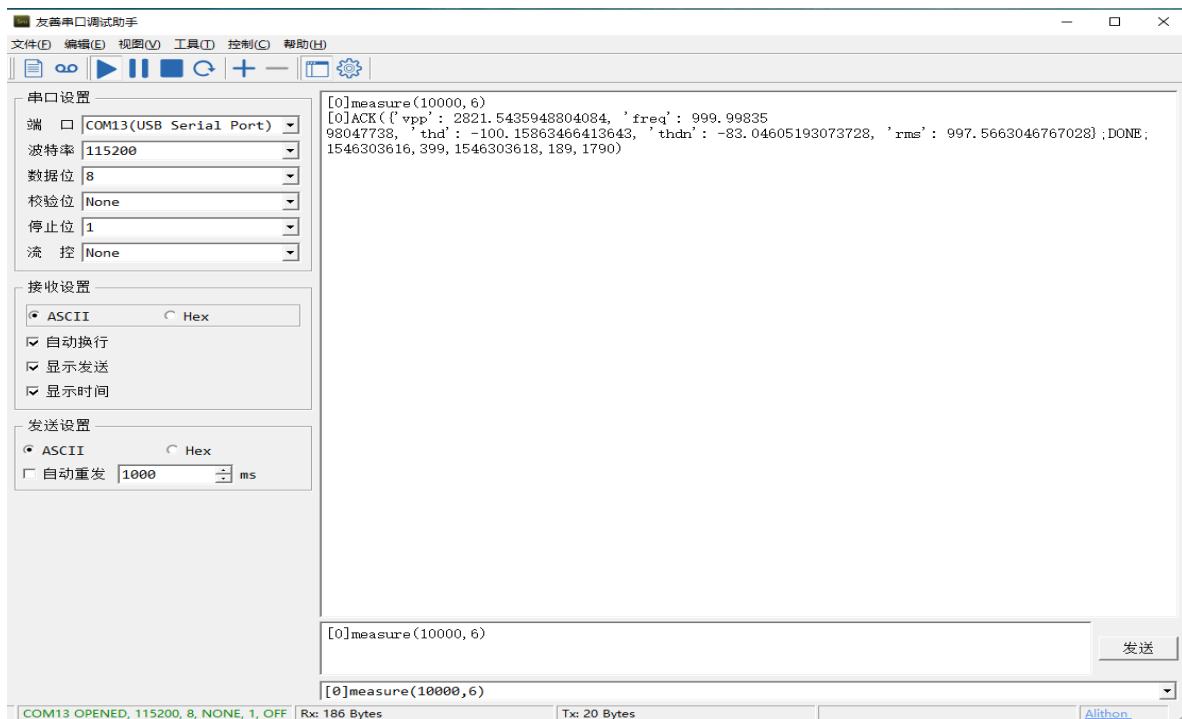 友善串口调试助手
文件(F) 编辑(E) 视图(V) 工具(T) 控制(C) 帮助(H)
串口设置
端 口 COM13(USB Serial Port)
波特率 115200
数据位 8
校验位 None
停止位 1
流 控 None
接收设置
ASCII Hex
自动换行
显示发送
显示时间
发送设置
ASCII Hex
自动重发 1000 ms
[0]measure(10000,6)
[0]ACK({'vpp': 2821.5435948804084, 'freq': 999.99835
98047738, 'thd': -100.15863466413643, 'thdn': -83.04605193073728, 'rms': 997.5663046767028};DONE;
1546303616,399,1546303618,189,1790)
[0]measure(10000,6)
发送
[0]measure(10000,6)
COM13 OPENED, 115200, 8, NONE, 1, OFF Rx: 186 Bytes Tx: 20 Bytes Alithon